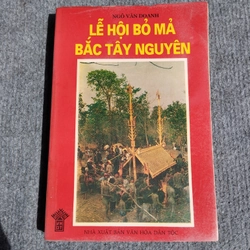 NGÔ VĂN DOANH
LỄ HỘI BỎ MẢ
BẮC TÂY NGUYÊN
NHÀ XUẤT BẢN VĂN HÓA DÂN TỘC